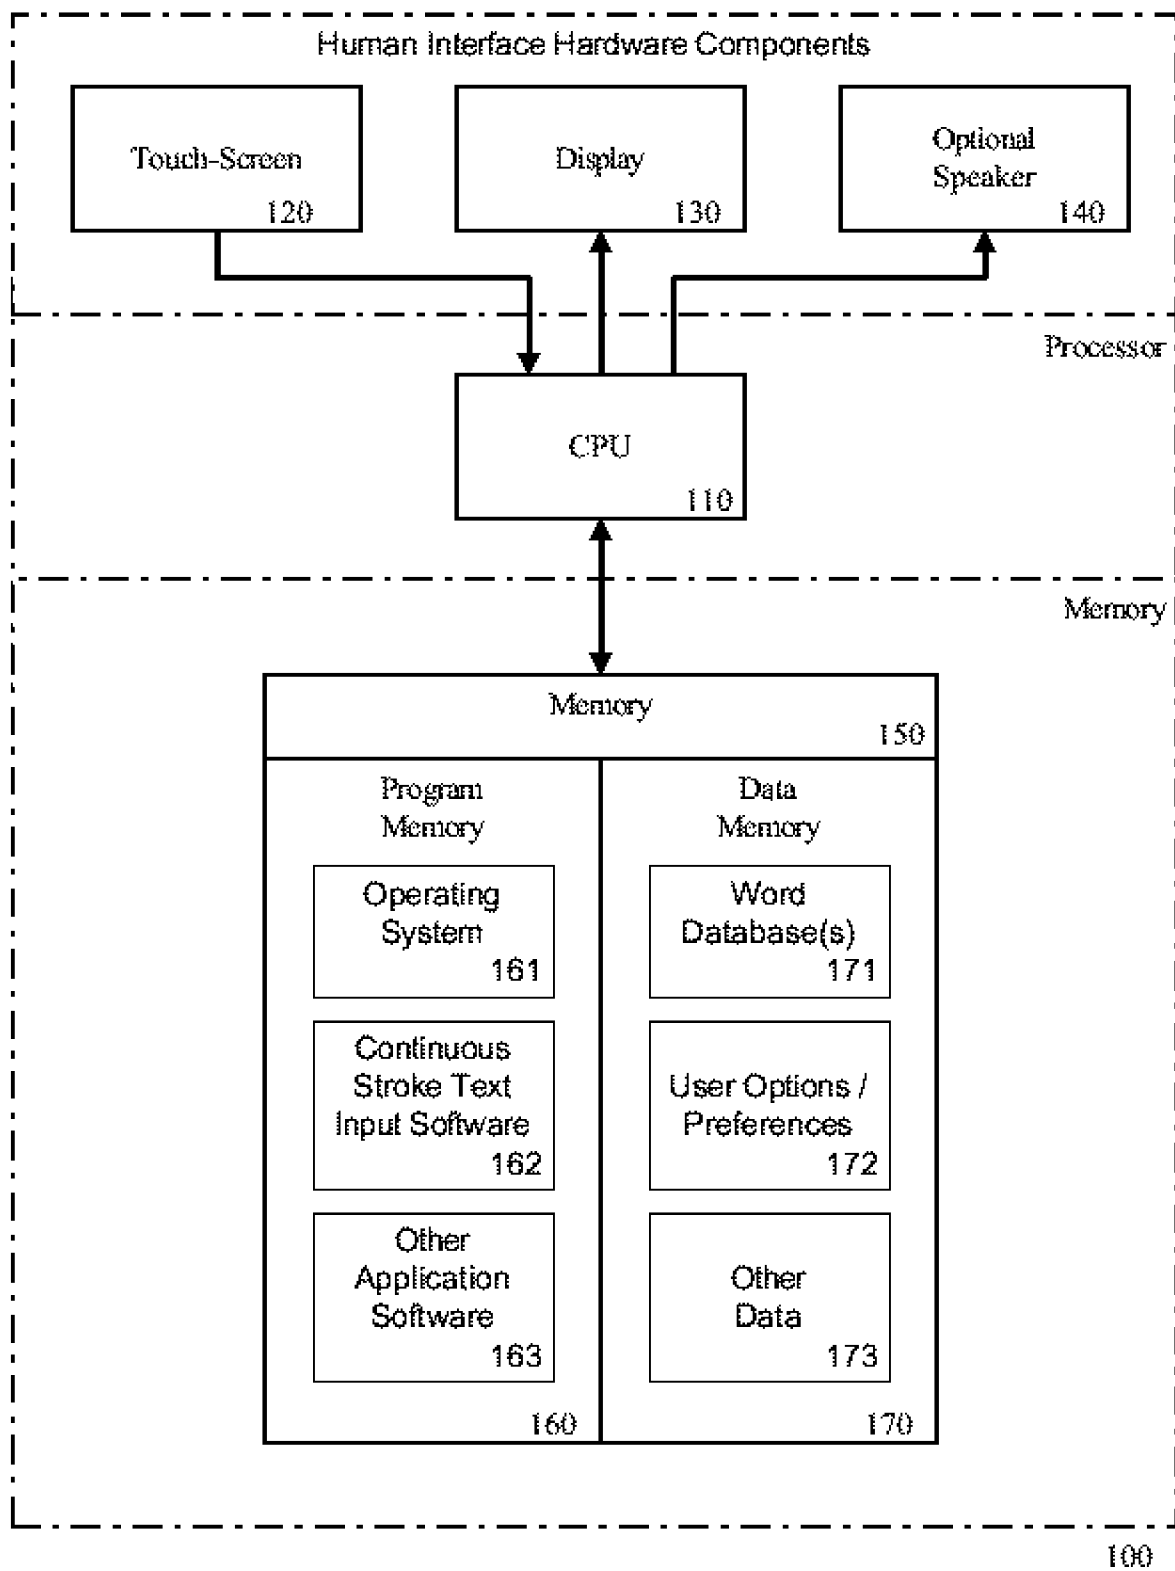 Human Interface Hardware Components
Touch-Screen
120
Display
130
Optional
Speaker
140
Processor
CPU
110
Memory
Memory
150
Program
Memory
Operating
System
161
Continuous
Stroke Text
Input Software
162
Other
Application
Software
163
160
Data
Memory
Word
Database(s)
171
User Options /
Preferences
172
Other
Data
173
170
100